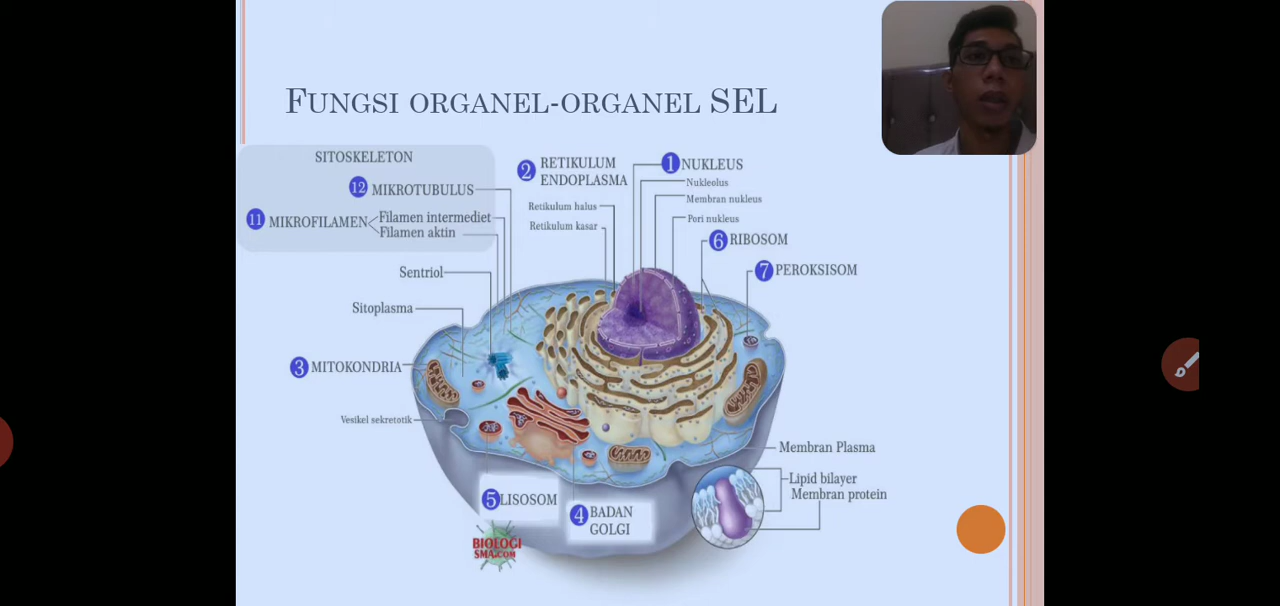 FUNGSI ORGANEL-ORGANEL SEL
SITOSKELETON
12 MIKROTUBULUS
11 MIKROFILAMEN
Filamen intermediet
Filamen aktin
Sentriol
Sitoplasma
3 MITOKONDRIA
Vesikel sekretotik
2 RETIKULUM
ENDOPLASMA
Retikulum halus
Retikulum kasar
1 NUKLEUS
Nukleolus
Membran nukleus
Pori nukleus
6 RIBOSOM
7 PEROKSISOM
Membran Plasma
Lipid bilayer
Membran protein
5 LISOSOM
4 BADAN
GOLGI
BIOLOGI
SMA.COM